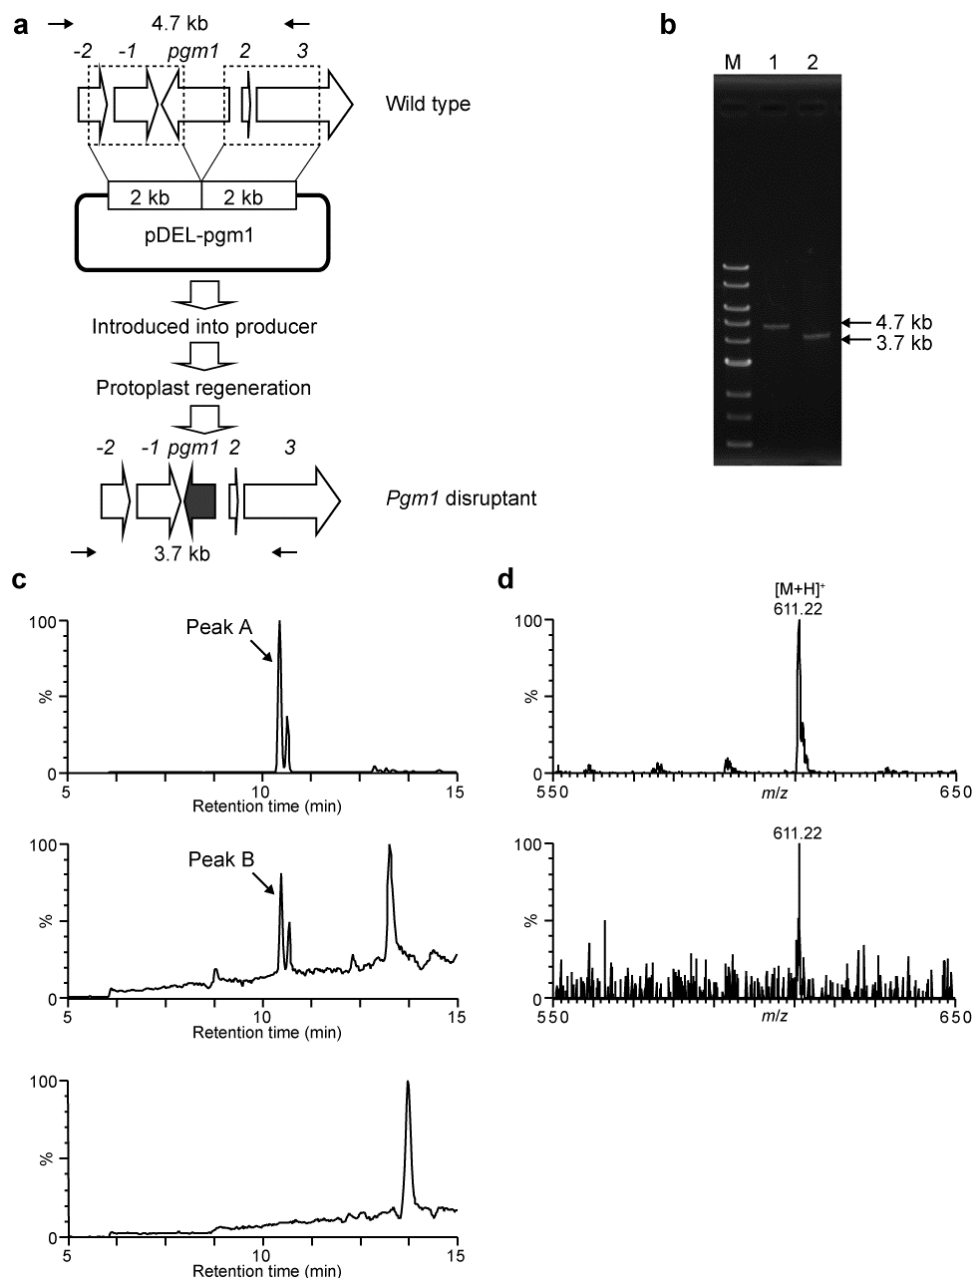 a
4.7 kb
-2 -1 pgm1 2 3
Wild type
2 kb 2 kb
pDEL-pgm1
Introduced into producer
Protoplast regeneration
-2 -1 pgm1 2 3
Pgm1 disruptant
3.7 kb
b
M 1 2
4.7 kb
3.7 kb
c
100
%
0
Peak A
5 10 15
Retention time (min)
100
%
0
Peak B
5 10 15
Retention time (min)
100
%
0
5 10 15
Retention time (min)
d
[M+H]+
611.22
100
%
0
550 650
m/z
611.22
100
%
0
550 650
m/z